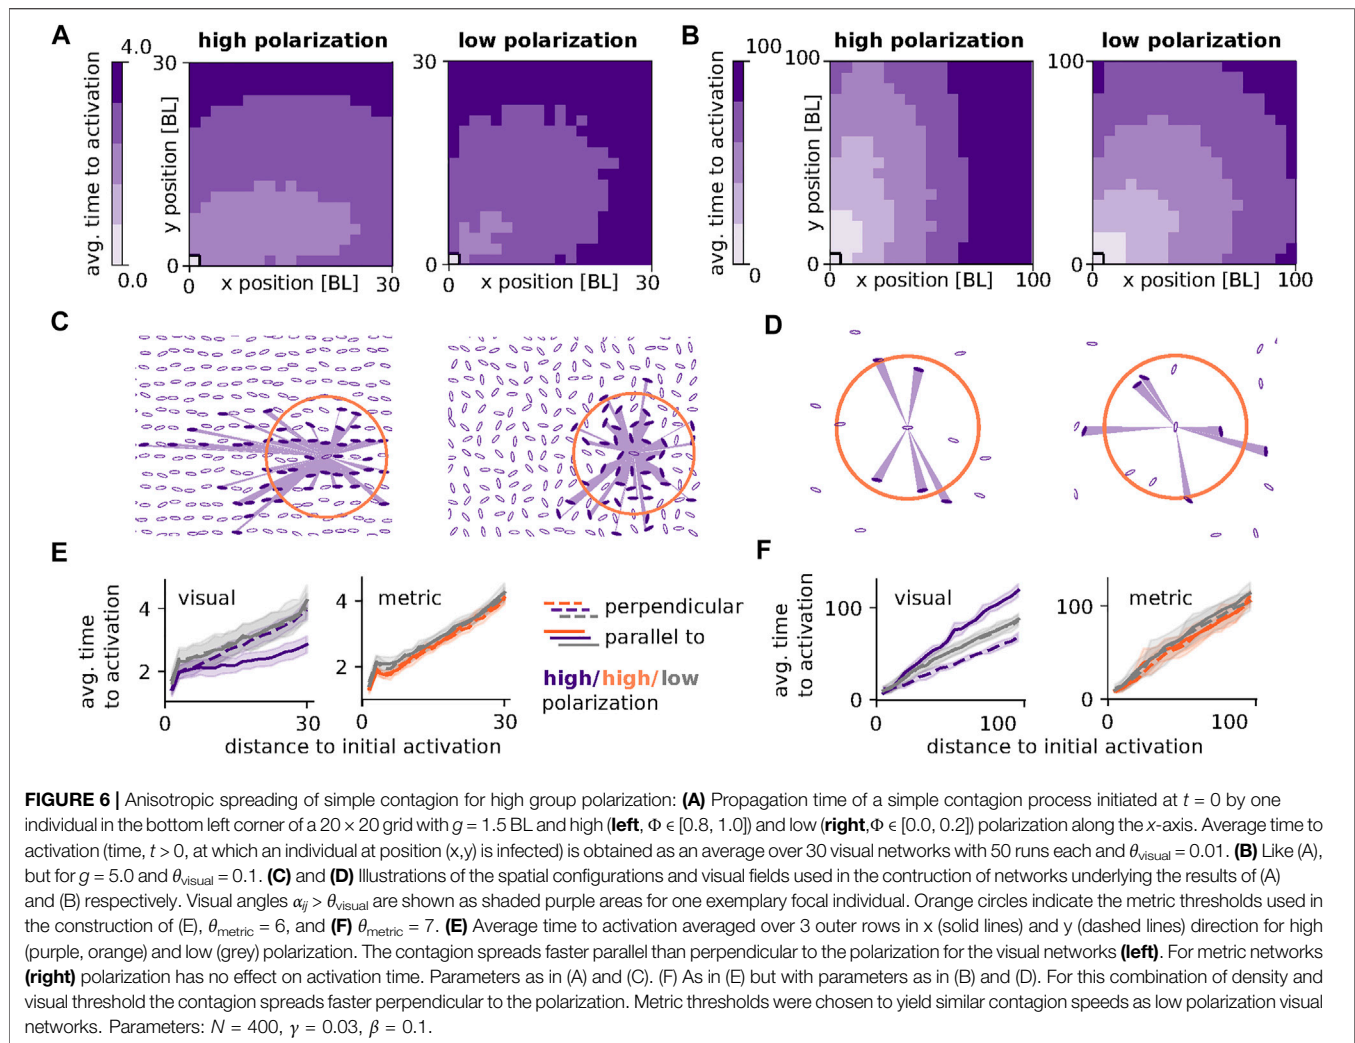 A
high polarization
low polarization
B
high polarization
low polarization
4.0
0.0
avg. time to activation
30
0
y position [BL]
0
x position [BL]
30
30
0
0
30
x position [BL]
100
0
avg. time to activation
100
0
y position [BL]
0
100
x position [BL]
100
0
0
100
x position [BL]
C
D
E
avg. time
to activation
4
2
visual
0
30
4
2
metric
0
30
distance to initial activation
perpendicular
parallel to
high/high/low
polarization
F
avg. time
to activation
100
0
visual
0
100
100
0
metric
0
100
distance to initial activation
FIGURE 6 | Anisotropic spreading of simple contagion for high group polarization: (A) Propagation time of a simple contagion process initiated at t = 0 by one
individual in the bottom left corner of a 20 × 20 grid with g = 1.5 BL and high (left, Φ ϵ [0.8, 1.0]) and low (right,Φ ϵ [0.0, 0.2]) polarization along the x-axis. Average time to
activation (time, t > 0, at which an individual at position (x,y) is infected) is obtained as an average over 30 visual networks with 50 runs each and θvisual = 0.01. (B) Like (A),
but for g = 5.0 and θvisual = 0.1. (C) and (D) Illustrations of the spatial configurations and visual fields used in the contruction of networks underlying the results of (A)
and (B) respectively. Visual angles αij > θvisual are shown as shaded purple areas for one exemplary focal individual. Orange circles indicate the metric thresholds used in
the construction of (E), θmetric = 6, and (F) θmetric = 7. (E) Average time to activation averaged over 3 outer rows in x (solid lines) and y (dashed lines) direction for high
(purple, orange) and low (grey) polarization. The contagion spreads faster parallel than perpendicular to the polarization for the visual networks (left). For metric networks
(right) polarization has no effect on activation time. Parameters as in (A) and (C). (F) As in (E) but with parameters as in (B) and (D). For this combination of density and
visual threshold the contagion spreads faster perpendicular to the polarization. Metric thresholds were chosen to yield similar contagion speeds as low polarization visual
networks. Parameters: N = 400, γ = 0.03, β = 0.1.